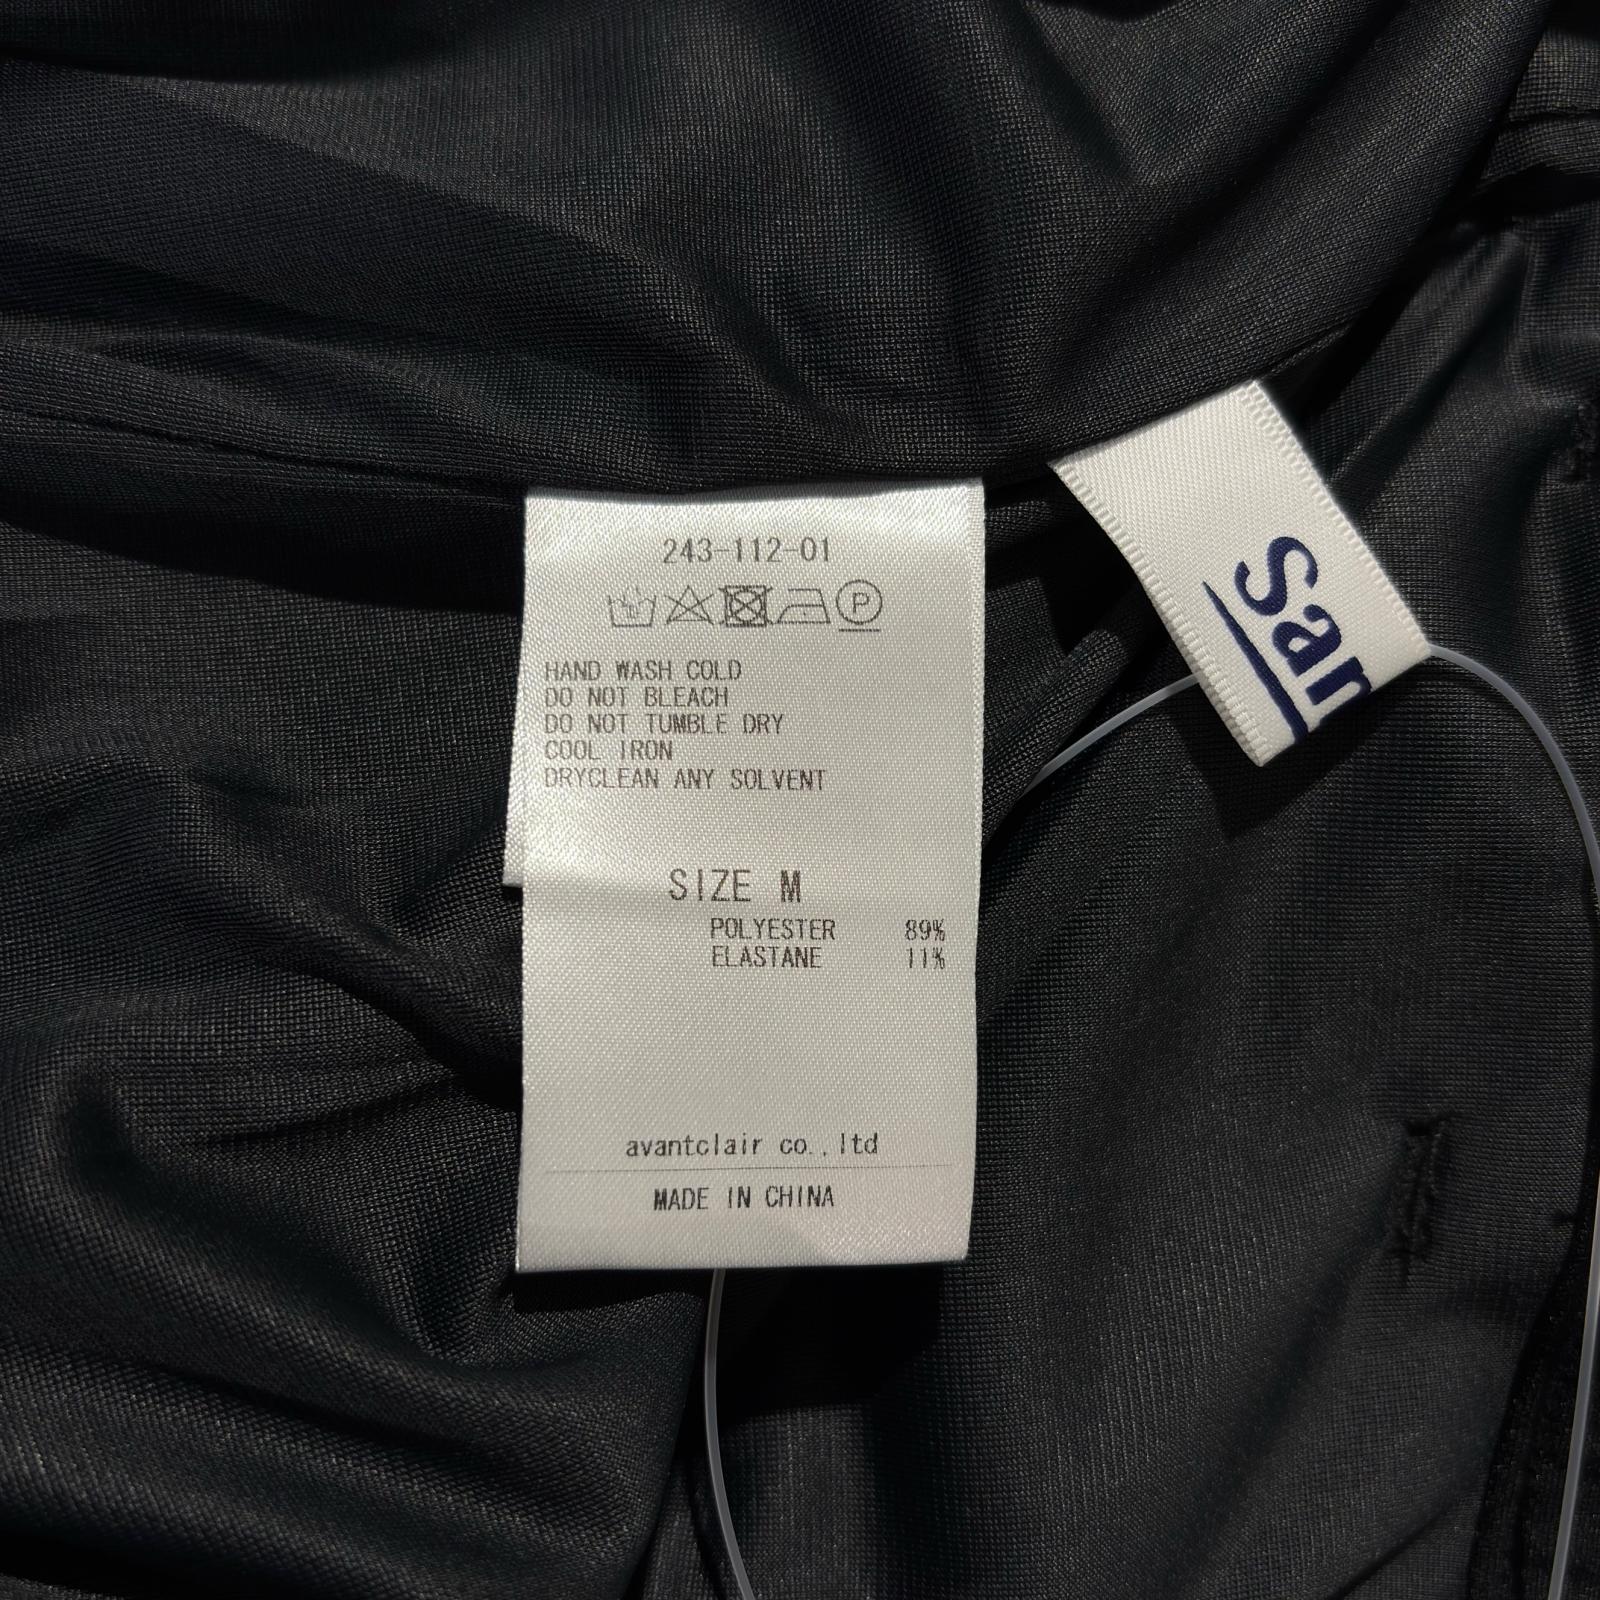 243-112-01
P
HAND WASH COLD
DO NOT BLEACH
DO NOT TUMBLE DRY
COOL IRON
DRYCLEAN ANY SOLVENT
SIZE M
POLYESTER 89%
ELASTANE 11%
avantclair co.,ltd
MADE IN CHINA
San